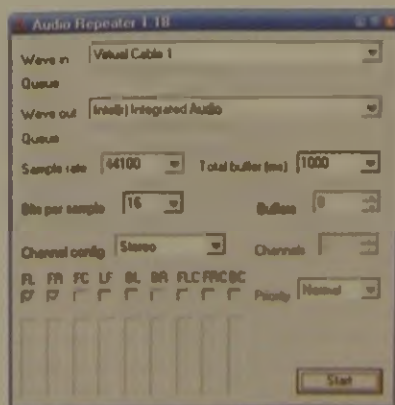 Audio Repeater 1.18
Wave in Virtual Cable 1
Queue
Wave out Intel(r) Integrated Audio
Queue
Sample rate 44100 Total buffer (ms) 1000
Bits per sample 16 Buffers 8
Channel config Stereo Channels
FL FR FC LF BL BR FLC FRC BC
Priority Normal
Start